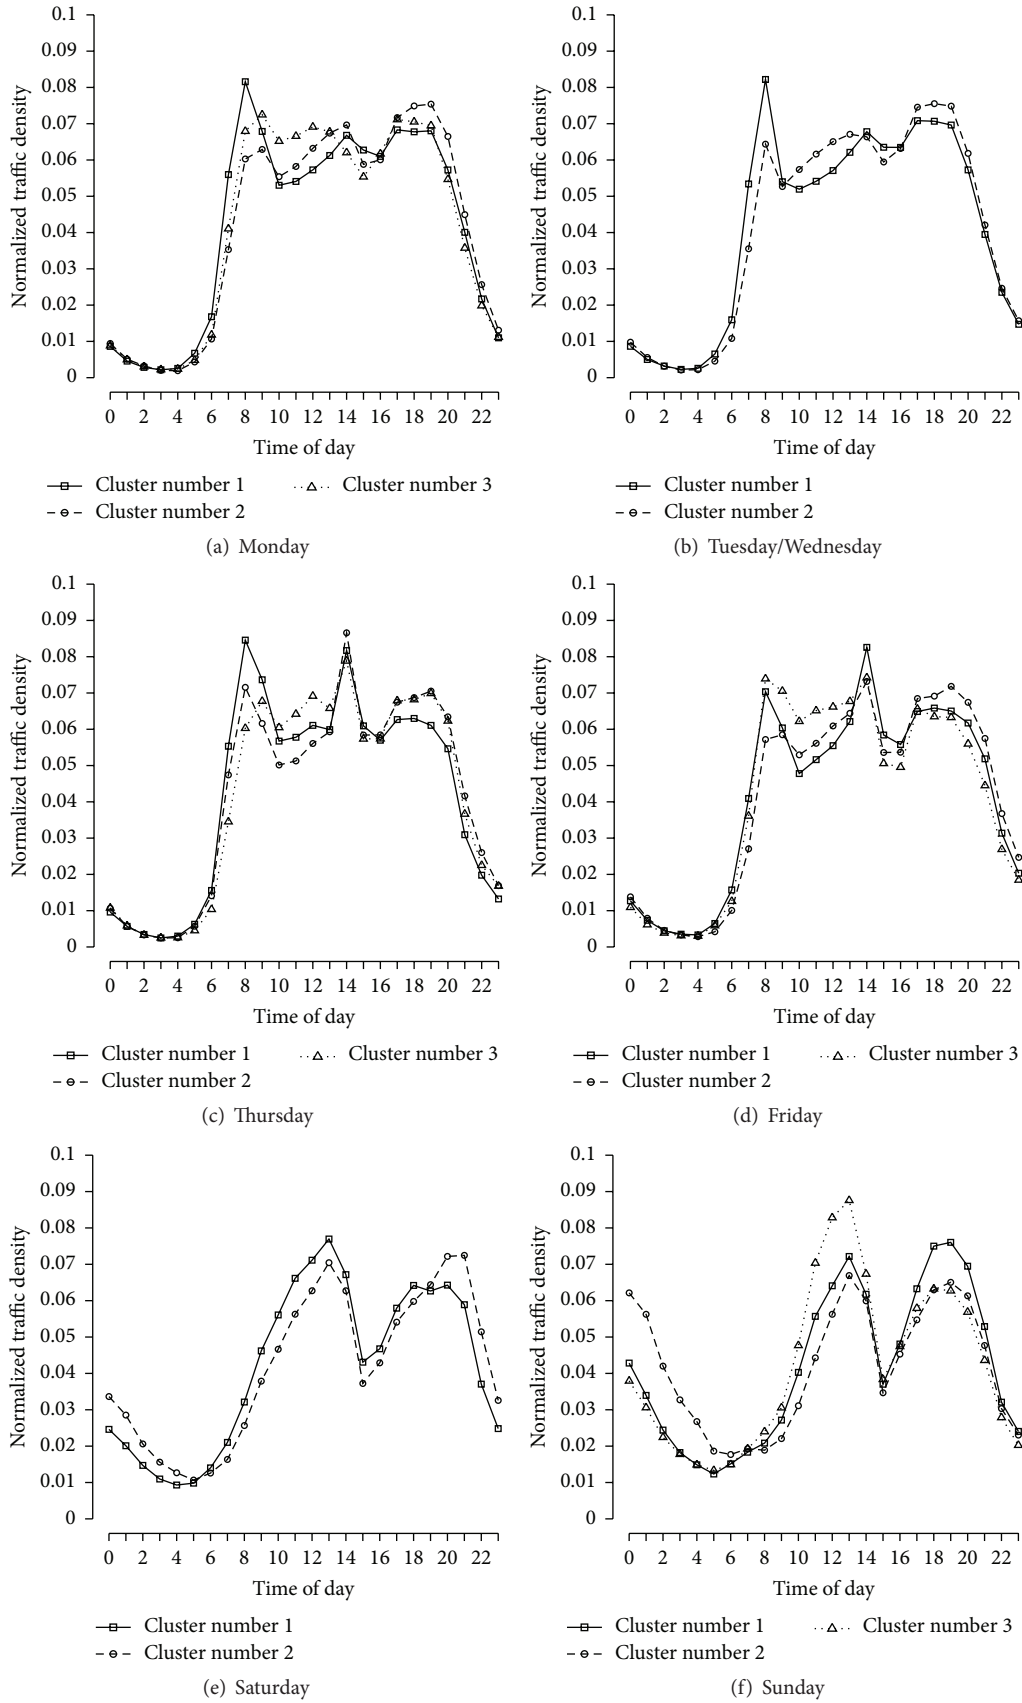 0.1
0.09
0.08
0.07
0.06
0.05
0.04
0.03
0.02
0.01
0
Normalized traffic density
0 2 4 6 8 10 12 14 16 18 20 22
Time of day
Cluster number 1
Cluster number 2
Cluster number 3
(a) Monday
0.1
0.09
0.08
0.07
0.06
0.05
0.04
0.03
0.02
0.01
0
Normalized traffic density
0 2 4 6 8 10 12 14 16 18 20 22
Time of day
Cluster number 1
Cluster number 2
(b) Tuesday/Wednesday
0.1
0.09
0.08
0.07
0.06
0.05
0.04
0.03
0.02
0.01
0
Normalized traffic density
0 2 4 6 8 10 12 14 16 18 20 22
Time of day
Cluster number 1
Cluster number 2
Cluster number 3
(c) Thursday
0.1
0.09
0.08
0.07
0.06
0.05
0.04
0.03
0.02
0.01
0
Normalized traffic density
0 2 4 6 8 10 12 14 16 18 20 22
Time of day
Cluster number 1
Cluster number 2
Cluster number 3
(d) Friday
0.1
0.09
0.08
0.07
0.06
0.05
0.04
0.03
0.02
0.01
0
Normalized traffic density
0 2 4 6 8 10 12 14 16 18 20 22
Time of day
Cluster number 1
Cluster number 2
(e) Saturday
0.1
0.09
0.08
0.07
0.06
0.05
0.04
0.03
0.02
0.01
0
Normalized traffic density
0 2 4 6 8 10 12 14 16 18 20 22
Time of day
Cluster number 1
Cluster number 2
Cluster number 3
(f) Sunday